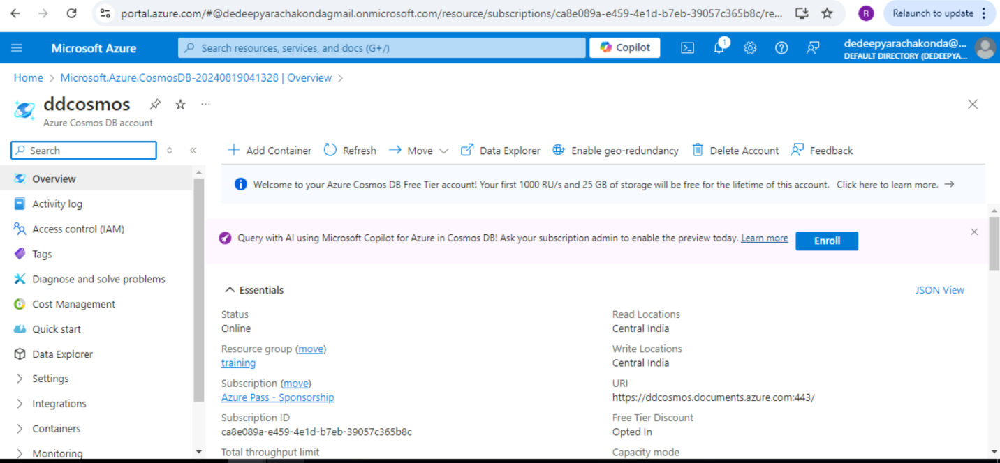 portal.azure.com/#@dedeepyarachakondagmail.onmicrosoft.com/resource/subscriptions/ca8e089a-e459-4e1d-b7eb-39057c365b8c/re...
R
Relaunch to update
Microsoft Azure
Search resources, services, and docs (G+/)
Copilot
1
dedeepyarachakonda@...
DEFAULT DIRECTORY (DEDEEPYA...
Home > Microsoft.Azure.CosmosDB-20240819041328 | Overview >
ddcosmos
Azure Cosmos DB account
Search
Add Container Refresh Move Data Explorer Enable geo-redundancy Delete Account Feedback
Overview
Activity log
Access control (IAM)
Tags
Diagnose and solve problems
Cost Management
Quick start
Data Explorer
Settings
Integrations
Containers
Monitoring
Welcome to your Azure Cosmos DB Free Tier account! Your first 1000 RU/s and 25 GB of storage will be free for the lifetime of this account. Click here to learn more. →
Query with AI using Microsoft Copilot for Azure in Cosmos DB! Ask your subscription admin to enable the preview today. Learn more
Enroll
Essentials
JSON View
Status
Online
Resource group (move)
training
Subscription (move)
Azure Pass - Sponsorship
Subscription ID
ca8e089a-e459-4e1d-b7eb-39057c365b8c
Total throughput limit
Read Locations
Central India
Write Locations
Central India
URI
https://ddcosmos.documents.azure.com:443/
Free Tier Discount
Opted In
Capacity mode